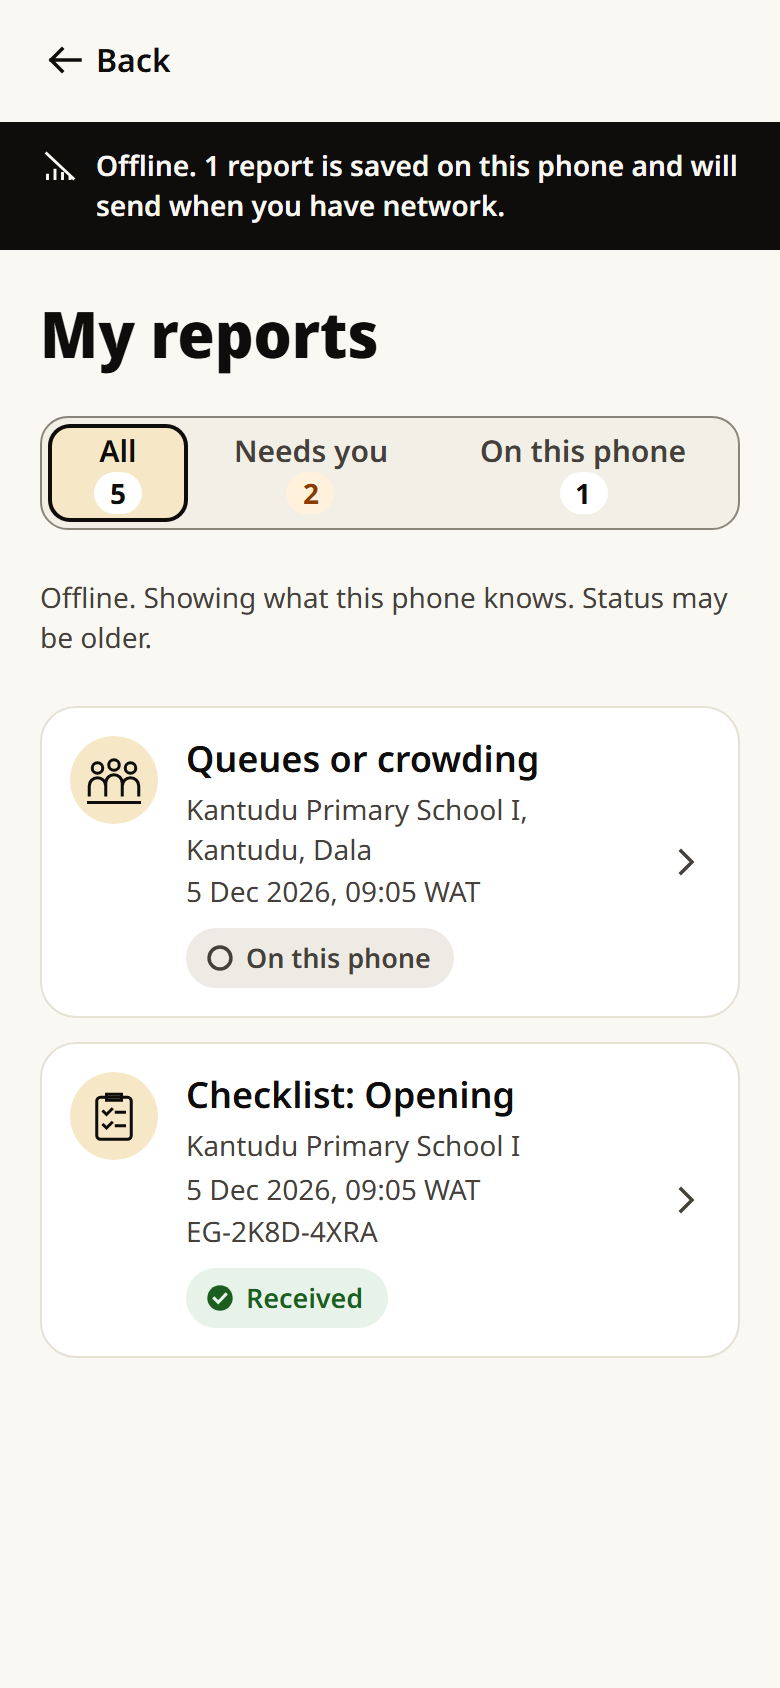 Back
Offline. 1 report is saved on this phone and will
send when you have network.
My reports
All
5
Needs you
2
On this phone
1
Offline. Showing what this phone knows. Status may
be older.
Queues or crowding
Kantudu Primary School I,
Kantudu, Dala
5 Dec 2026, 09:05 WAT
On this phone
Checklist: Opening
Kantudu Primary School I
5 Dec 2026, 09:05 WAT
EG-2K8D-4XRA
Received